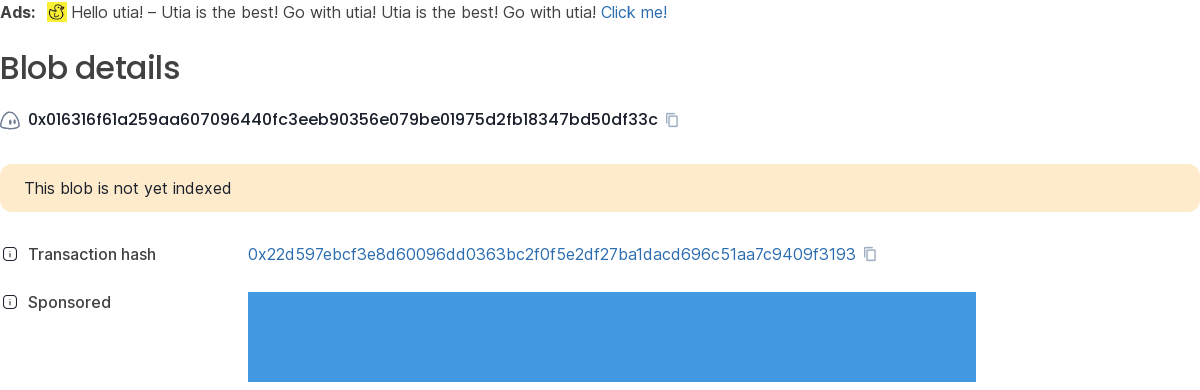 Ads: Hello utia! – Utia is the best! Go with utia! Utia is the best! Go with utia! Click me!
Blob details
0x016316f61a259aa607096440fc3eeb90356e079be01975d2fb18347bd50df33c
This blob is not yet indexed
Transaction hash 0x22d597ebcf3e8d60096dd0363bc2f0f5e2df27ba1dacd696c51aa7c9409f3193
Sponsored